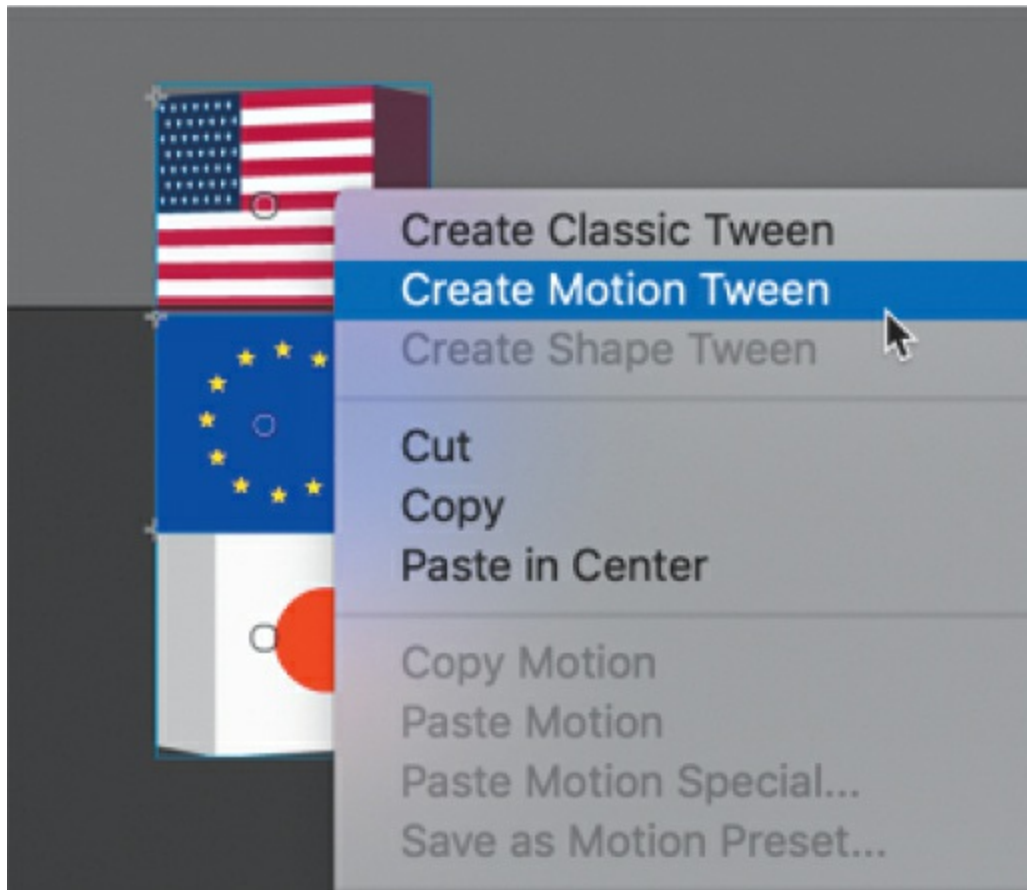 Create Classic Tween
Create Motion Tween
Create Shape Tween
Cut
Copy
Paste in Center
Copy Motion
Paste Motion
Paste Motion Special...
Save as Motion Preset...